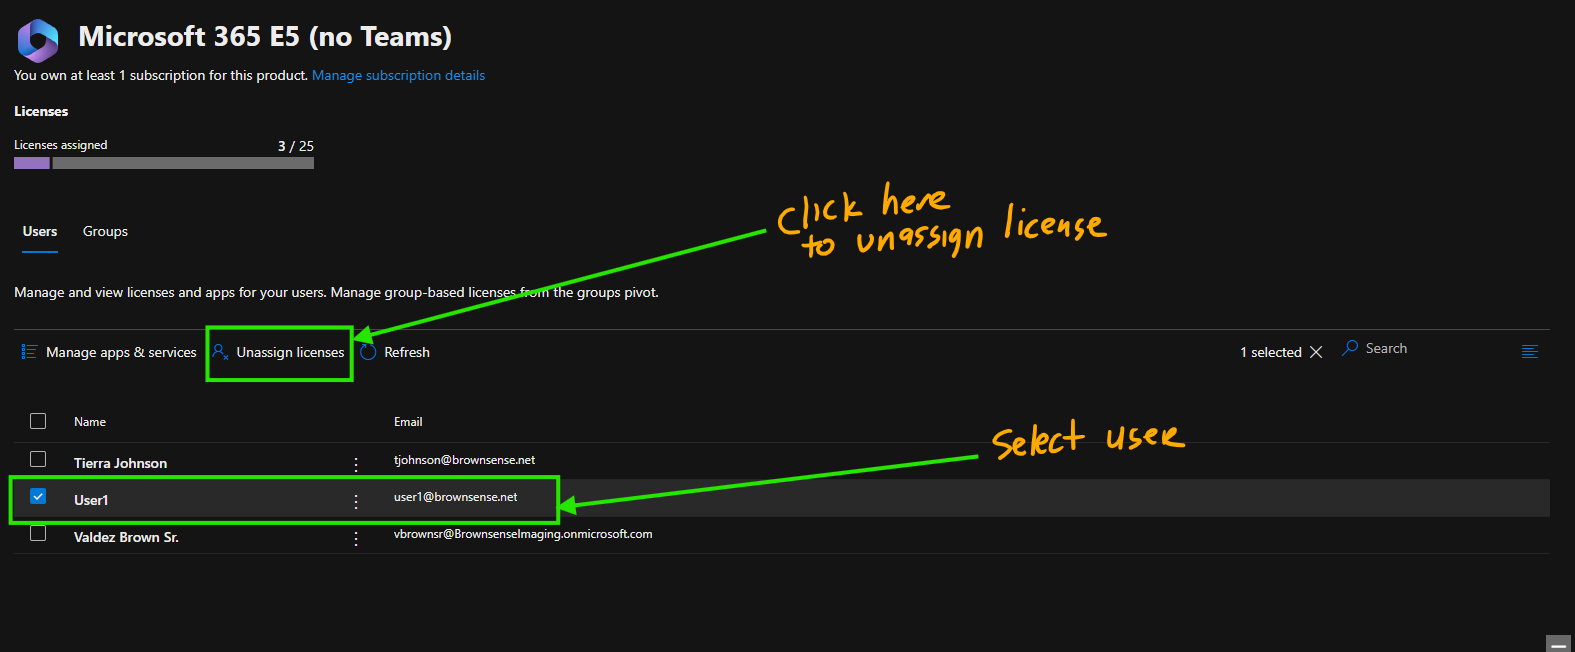 Microsoft 365 E5 (no Teams)
You own at least 1 subscription for this product. Manage subscription details
Licenses
Licenses assigned 3 / 25
Click here
to unassign license
Users Groups
Manage and view licenses and apps for your users. Manage group-based licenses from the groups pivot.
Manage apps & services Unassign licenses Refresh 1 selected Search
Name Email
Select user
Tierra Johnson tjohnson@brownsense.net
User1 user1@brownsense.net
Valdez Brown Sr. vbrownsr@BrownsenseImaging.onmicrosoft.com